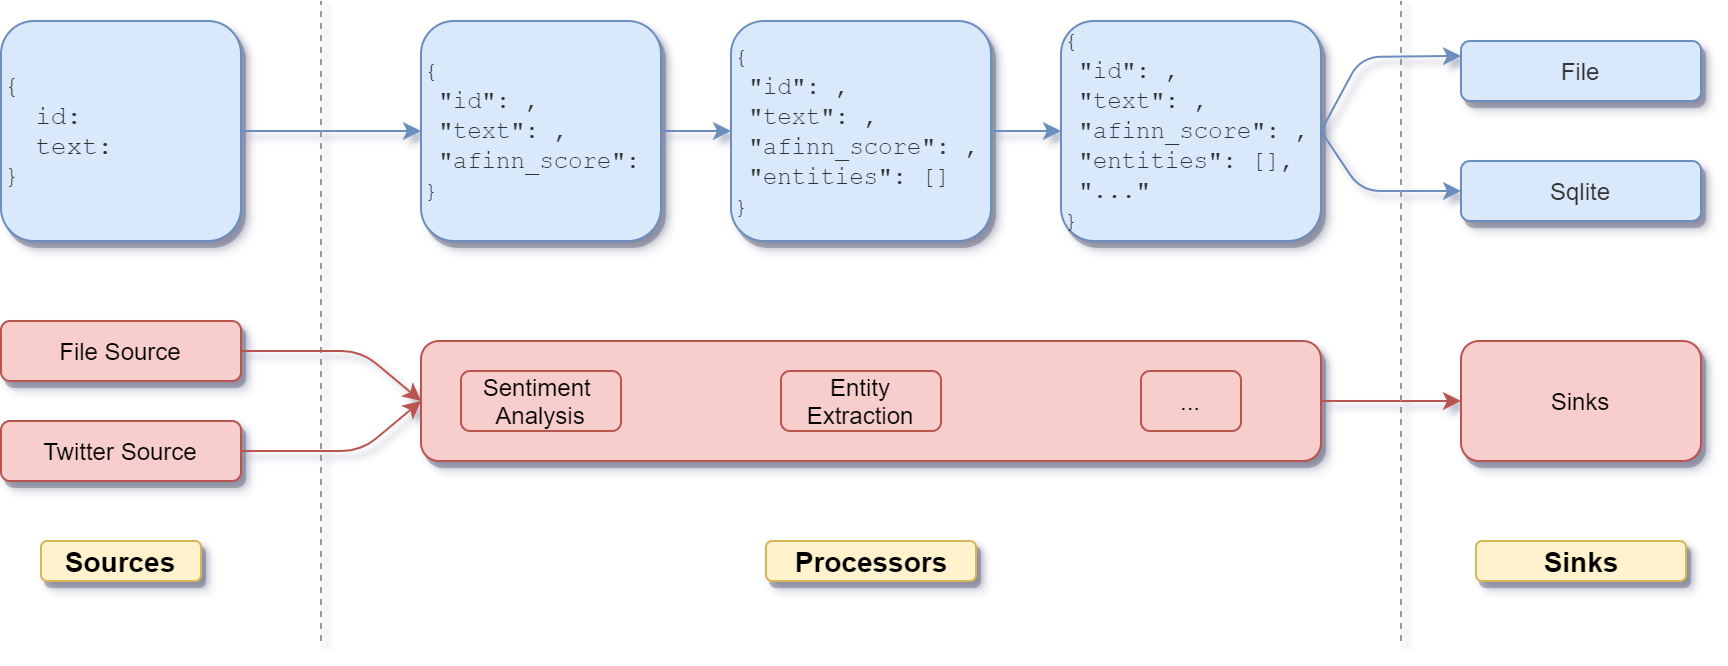 {
  id:
  text:
}
{
 "id": ,
 "text": ,
 "afinn_score":
}
{
 "id": ,
 "text": ,
 "afinn_score": ,
 "entities": []
}
{
 "id": ,
 "text": ,
 "afinn_score": ,
 "entities": [],
 "..."
}
File
Sqlite
File Source
Twitter Source
Sentiment
Analysis
Entity
Extraction
...
Sinks
Sources
Processors
Sinks